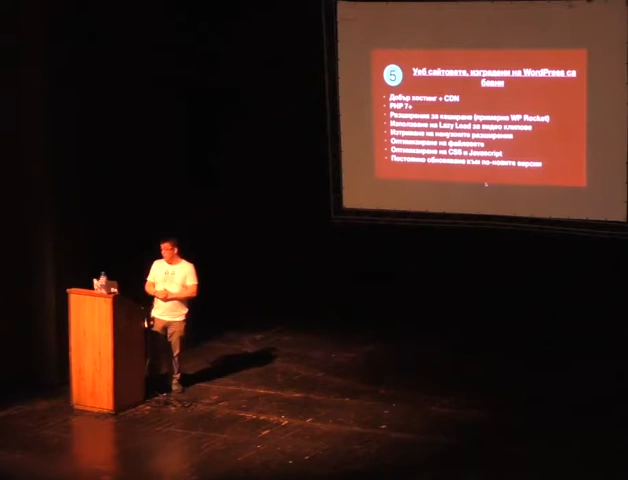 5
Уеб сайтовете, изградени на WordPress са
бавни
Добър хостинг + CDN
PHP 7+
Разширения за кеширане (примерно WP Rocket)
Използване на Lazy Load за видео клипове
Изтриване на ненужните разширения
Оптимизиране на файловете
Оптимизиране на CSS и Javascript
Постоянно обновяване към по-новите версии